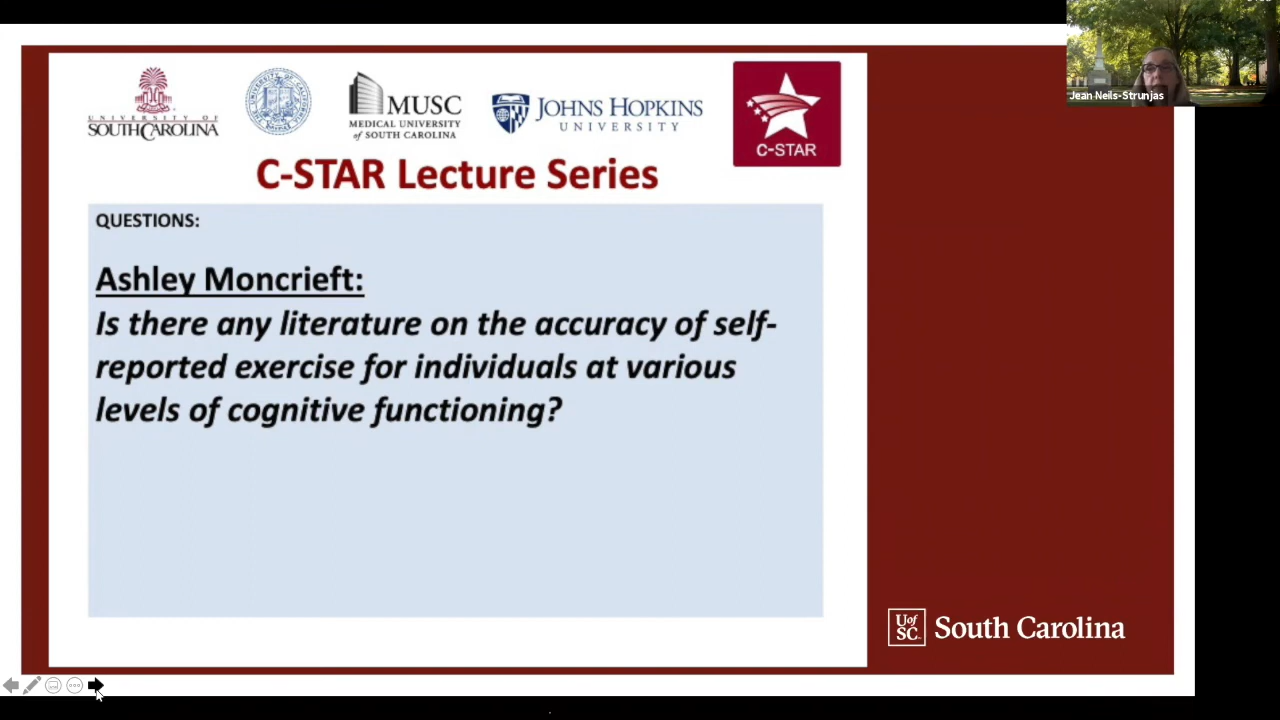 Jean Neils-Strunjas
UNIVERSITY OF
SOUTH CAROLINA
MUSC
MEDICAL UNIVERSITY
of SOUTH CAROLINA
JOHNS HOPKINS
UNIVERSITY
C-STAR
C-STAR Lecture Series
QUESTIONS:
Ashley Moncrieft:
Is there any literature on the accuracy of self-
reported exercise for individuals at various
levels of cognitive functioning?
UofSC
South Carolina